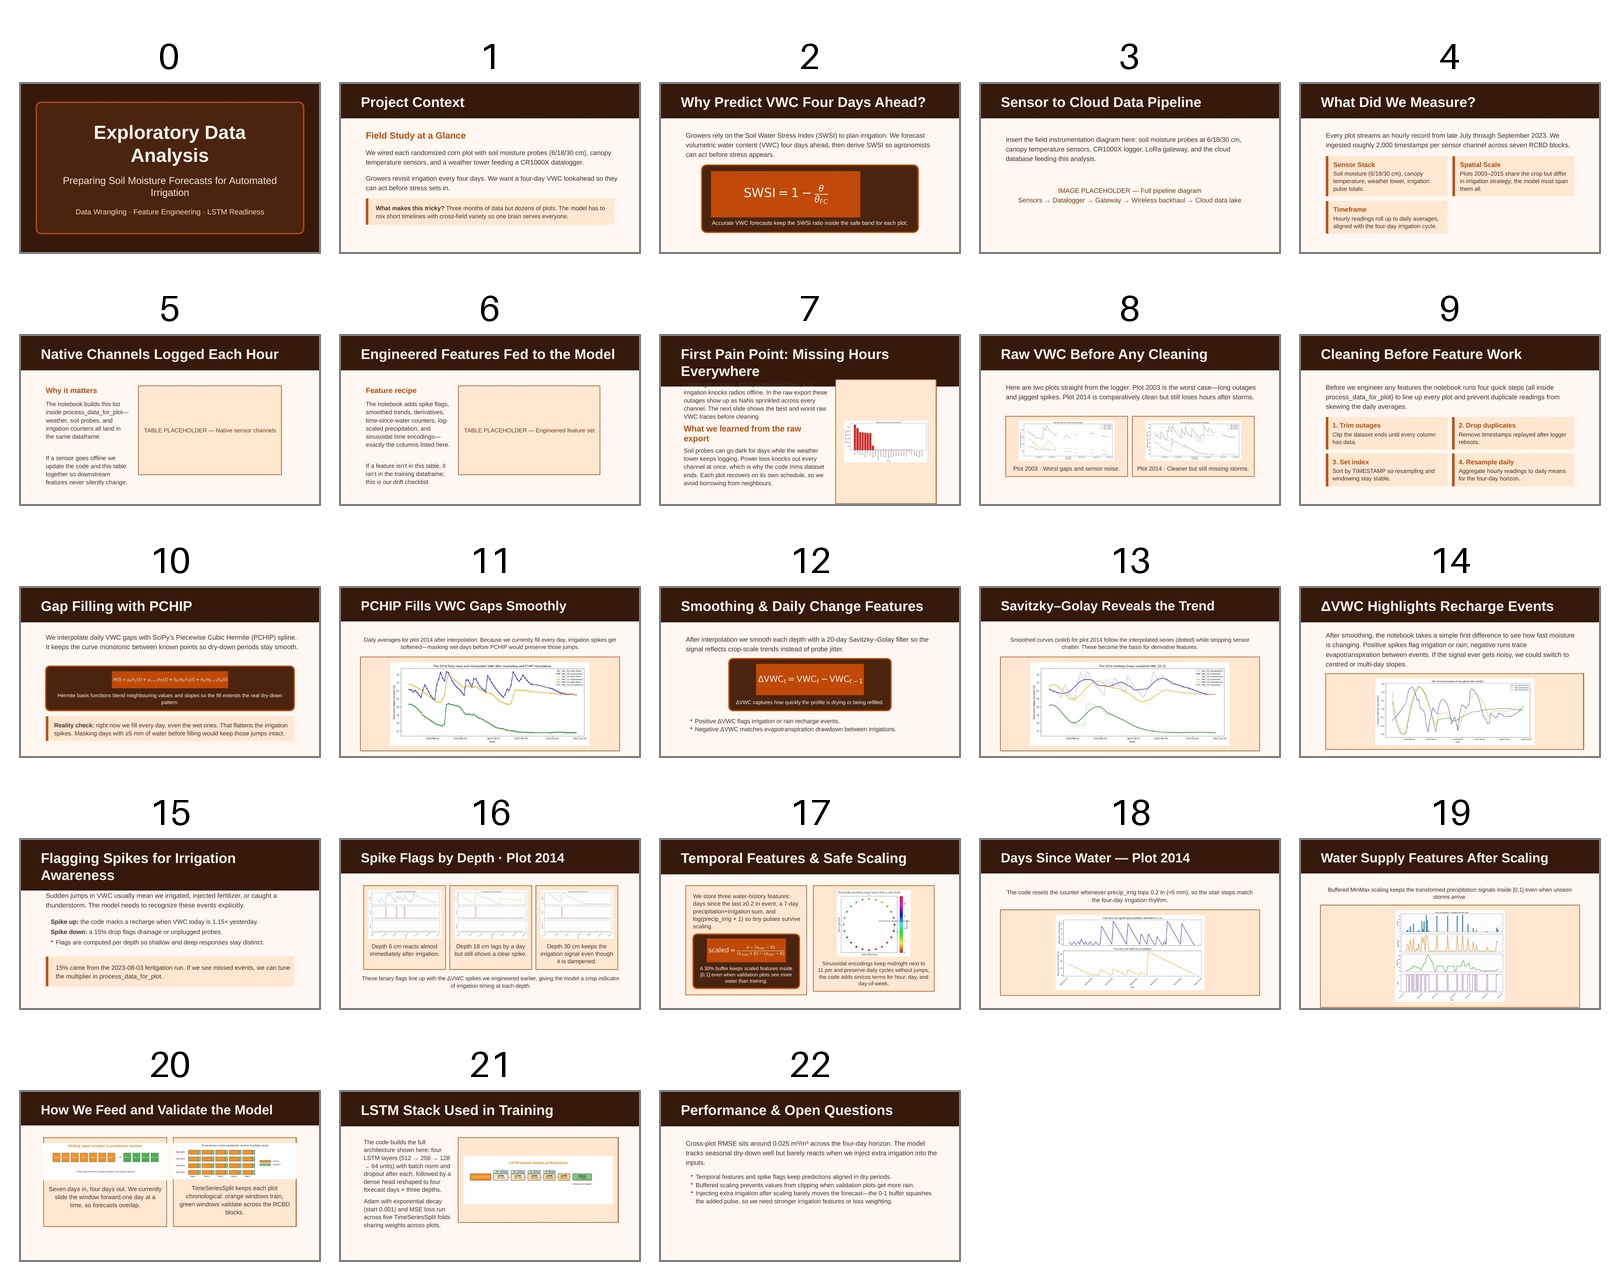 0
Exploratory Data
Analysis
Preparing Soil Moisture Forecasts for Automated
Irrigation
Data Wrangling · Feature Engineering · LSTM Readiness
1
Project Context
Field Study at a Glance
We wired each randomized corn plot with soil moisture probes (6/18/30 cm), canopy
temperature sensors, and a weather tower feeding a CR1000X datalogger.
Growers revisit irrigation every four days. We want a four-day VWC lookahead so they
can act before stress sets in.
What makes this tricky? Three months of data but dozens of plots. The model has to
mix short timelines with cross-field variety so one brain serves everyone.
2
Why Predict VWC Four Days Ahead?
Growers rely on the Soil Water Stress Index (SWSI) to plan irrigation. We forecast
volumetric water content (VWC) four days ahead, then derive SWSI so agronomists
can act before stress appears.
SWSI = 1 − θ/θFC
Accurate VWC forecasts keep the SWSI ratio inside the safe band for each plot.
3
Sensor to Cloud Data Pipeline
Insert the field instrumentation diagram here: soil moisture probes at 6/18/30 cm,
canopy temperature sensors, CR1000X logger, LoRa gateway, and the cloud
database feeding this analysis.
IMAGE PLACEHOLDER — Full pipeline diagram
Sensors → Datalogger → Gateway → Wireless backhaul → Cloud data lake
4
What Did We Measure?
Every plot streams an hourly record from late July through September 2023. We
ingested roughly 2,000 timestamps per sensor channel across seven RCBD blocks.
Sensor Stack
Soil moisture (6/18/30 cm), canopy
temperature, weather tower, irrigation
pulse totals.
Spatial Scale
Plots 2003–2015 share the crop but differ
in irrigation strategy; the model must span
them all.
Timeframe
Hourly readings roll up to daily averages,
aligned with the four-day irrigation cycle.
5
Native Channels Logged Each Hour
Why it matters
The notebook builds this list
inside process_data_for_plot—
weather, soil probes, and
irrigation counters all land in
the same dataframe.
If a sensor goes offline we
update the code and this table
together so downstream
features never silently change.
TABLE PLACEHOLDER — Native sensor channels
6
Engineered Features Fed to the Model
Feature recipe
The notebook adds spike flags,
smoothed trends, derivatives,
time-since-water counters, log-
scaled precipitation, and
sinusoidal time encodings—
exactly the columns listed here.
If a feature isn't in this table, it
isn't in the training dataframe;
this is our drift checklist.
TABLE PLACEHOLDER — Engineered feature set
7
First Pain Point: Missing Hours
Everywhere
irrigation knocks radios offline. In the raw export these
outages show up as NaNs sprinkled across every
channel. The next slide shows the best and worst raw
VWC traces before cleaning.
What we learned from the raw
export
Soil probes can go dark for days while the weather
tower keeps logging. Power loss knocks out every
channel at once, which is why the code trims dataset
ends. Each plot recovers on its own schedule, so we
avoid borrowing from neighbours.
8
Raw VWC Before Any Cleaning
Here are two plots straight from the logger. Plot 2003 is the worst case—long outages
and jagged spikes. Plot 2014 is comparatively clean but still loses hours after storms.
Plot 2003 · Worst gaps and sensor noise.
Plot 2014 · Cleaner but still missing storms.
9
Cleaning Before Feature Work
Before we engineer any features the notebook runs four quick steps (all inside
process_data_for_plot) to line up every plot and prevent duplicate readings from
skewing the daily averages.
1. Trim outages
Clip the dataset ends until every column
has data.
2. Drop duplicates
Remove timestamps replayed after logger
reboots.
3. Set index
Sort by TIMESTAMP so resampling and
windowing stay stable.
4. Resample daily
Aggregate hourly readings to daily means
for the four-day horizon.
10
Gap Filling with PCHIP
We interpolate daily VWC gaps with SciPy's Piecewise Cubic Hermite (PCHIP) spline.
It keeps the curve monotonic between known points so dry-down periods stay smooth.
Hermite basis functions blend neighbouring values and slopes so the fill extends the real dry-down
pattern.
Reality check: right now we fill every day, even the wet ones. That flattens the irrigation
spikes. Masking days with ≥5 mm of water before filling would keep those jumps intact.
11
PCHIP Fills VWC Gaps Smoothly
Daily averages for plot 2014 after interpolation. Because we currently fill every day, irrigation spikes get
softened—masking wet days before PCHIP would preserve those jumps.
12
Smoothing & Daily Change Features
After interpolation we smooth each depth with a 20-day Savitzky–Golay filter so the
signal reflects crop-scale trends instead of probe jitter.
ΔVWCt = VWCt − VWCt−1
ΔVWC captures how quickly the profile is drying or being refilled.
• Positive ΔVWC flags irrigation or rain recharge events.
• Negative ΔVWC matches evapotranspiration drawdown between irrigations.
13
Savitzky–Golay Reveals the Trend
Smoothed curves (solid) for plot 2014 follow the interpolated series (dotted) while stripping sensor
chatter. These become the basis for derivative features.
14
ΔVWC Highlights Recharge Events
After smoothing, the notebook takes a simple first difference to see how fast moisture
is changing. Positive spikes flag irrigation or rain; negative runs trace
evapotranspiration between events. If the signal ever gets noisy, we could switch to
centred or multi-day slopes.
15
Flagging Spikes for Irrigation
Awareness
Sudden jumps in VWC usually mean we irrigated, injected fertilizer, or caught a
thunderstorm. The model needs to recognize these events explicitly.
Spike up: the code marks a recharge when VWC today is 1.15× yesterday.
Spike down: a 15% drop flags drainage or unplugged probes.
• Flags are computed per depth so shallow and deep responses stay distinct.
15% came from the 2023-08-03 fertigation run. If we see missed events, we can tune
the multiplier in process_data_for_plot.
16
Spike Flags by Depth · Plot 2014
Depth 6 cm reacts almost
immediately after irrigation.
Depth 18 cm lags by a day
but still shows a clear spike.
Depth 30 cm keeps the
irrigation signal even though
it is dampened.
These binary flags line up with the ΔVWC spikes we engineered earlier, giving the model a crisp indicator
of irrigation timing at each depth.
17
Temporal Features & Safe Scaling
We store three water-history features:
days since the last ≥0.2 in event, a 7-day
precipitation+irrigation sum, and
log(precip_irrig + 1) so tiny pulses survive
scaling.
A 30% buffer keeps scaled features inside
[0,1] even when validation plots see more
water than training.
Sinusoidal encodings keep midnight next to
11 pm and preserve daily cycles without jumps;
the code adds sin/cos terms for hour, day, and
day-of-week.
18
Days Since Water — Plot 2014
The code resets the counter whenever precip_irrig tops 0.2 in (≈5 mm), so the stair steps match
the four-day irrigation rhythm.
19
Water Supply Features After Scaling
Buffered MinMax scaling keeps the transformed precipitation signals inside [0,1] even when unseen
storms arrive.
20
How We Feed and Validate the Model
Sliding input window & prediction horizon
Time series cross-validation across multiple plots
Seven days in, four days out. We currently
slide the window forward one day at a
time, so forecasts overlap.
TimeSeriesSplit keeps each plot
chronological: orange windows train,
green windows validate across the RCBD
blocks.
21
LSTM Stack Used in Training
The code builds the full
architecture shown here: four
LSTM layers (512 → 256 → 128
→ 64 units) with batch norm and
dropout after each, followed by a
dense head reshaped to four
forecast days × three depths.
Adam with exponential decay
(start 0.001) and MSE loss run
across five TimeSeriesSplit folds
sharing weights across plots.
LSTM-based model architecture
22
Performance & Open Questions
Cross-plot RMSE sits around 0.025 m³/m³ across the four-day horizon. The model
tracks seasonal dry-down well but barely reacts when we inject extra irrigation into the
inputs.
• Temporal features and spike flags keep predictions aligned in dry periods.
• Buffered scaling prevents values from clipping when validation plots get more rain.
• Injecting extra irrigation after scaling barely moves the forecast—the 0-1 buffer squashes
the added pulse, so we need stronger irrigation features or loss weighting.